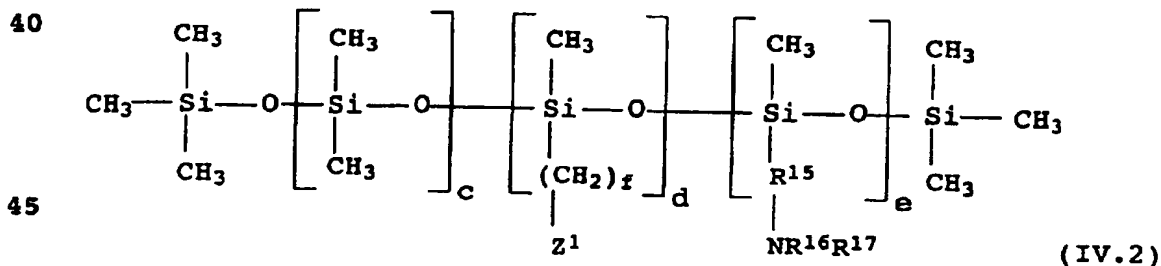 40
CH3 CH3 CH3 CH3 CH3
CH3—Si—O—[—Si—O—]—[—Si—O—]—[—Si—O—]—Si—CH3
CH3 CH3 c (CH2)f d R15 e CH3
45
Z1 NR16R17 (IV.2)